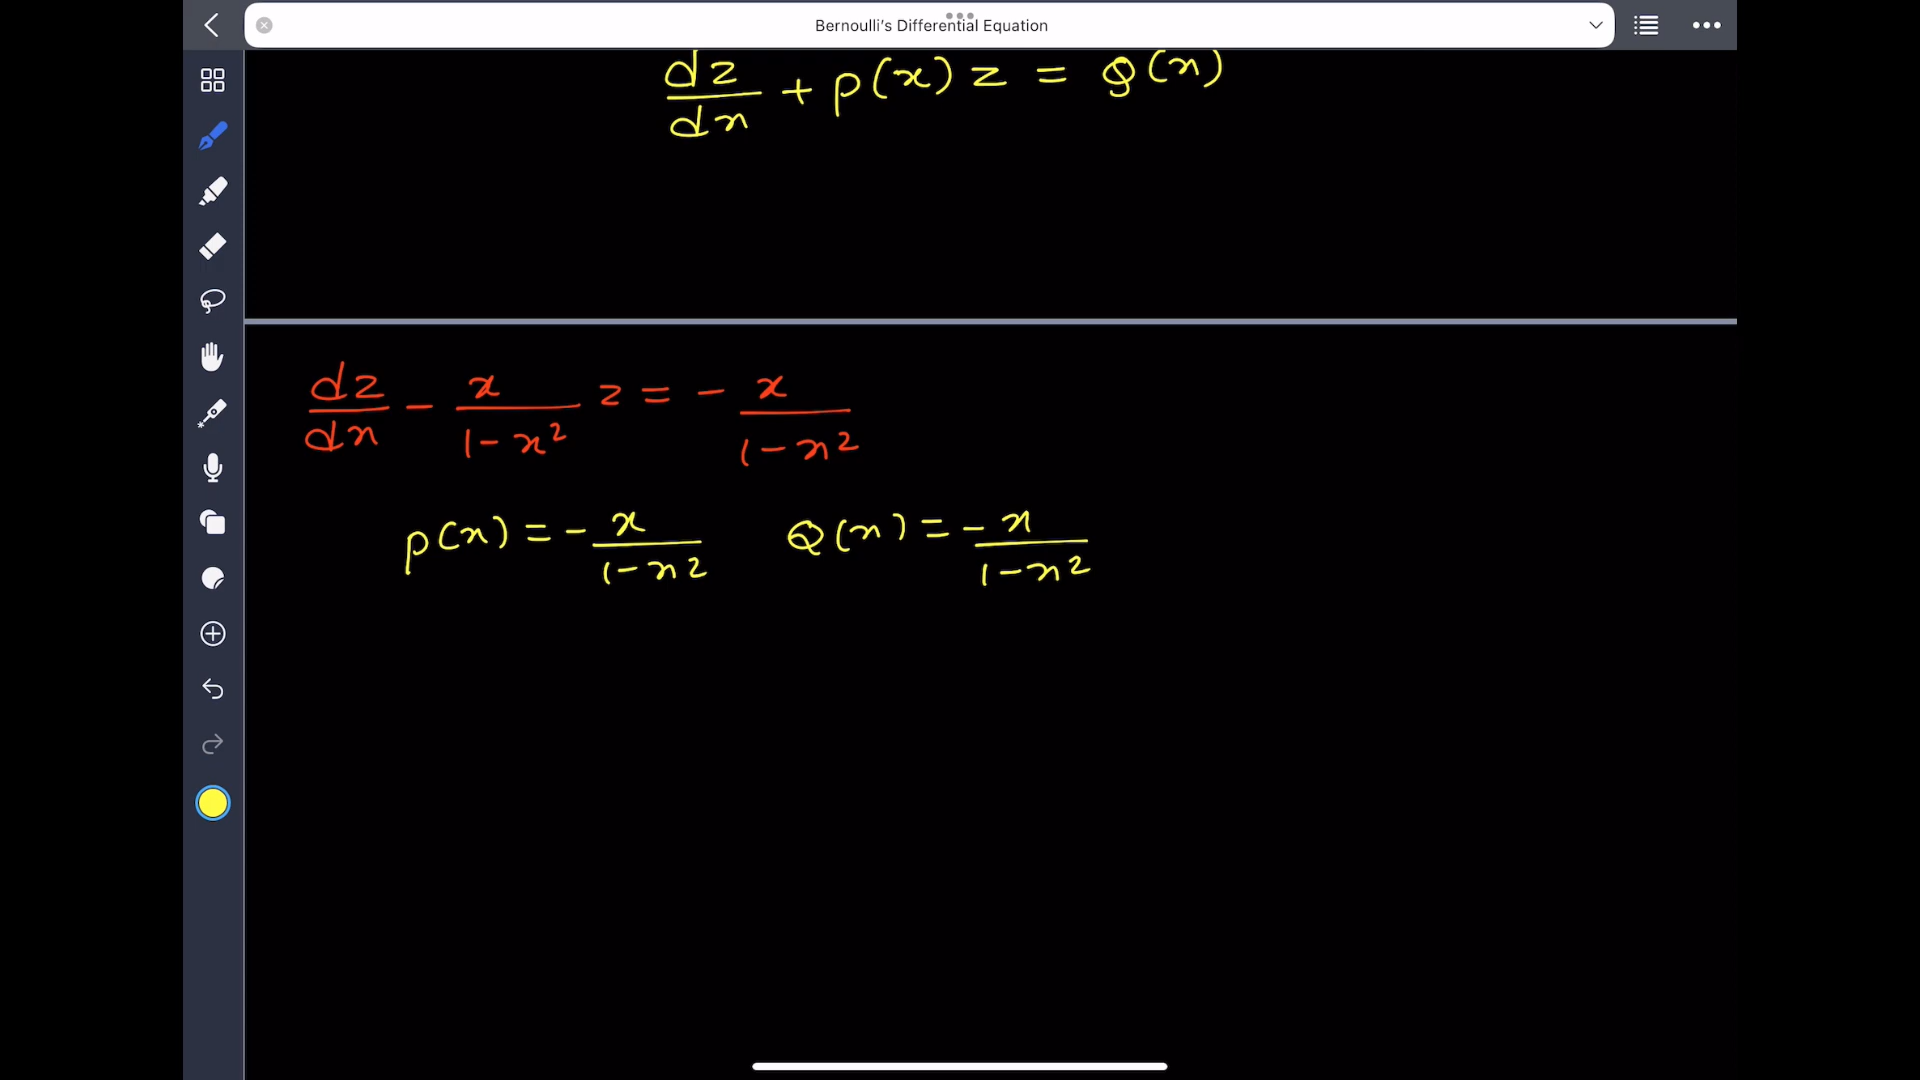 Bernoulli's Differential Equation
dz/dx + p(x) z = Q(x)
dz/dx - x/(1-x²) z = - x/(1-x²)
p(x) = - x/(1-x²)   Q(x) = - x/(1-x²)